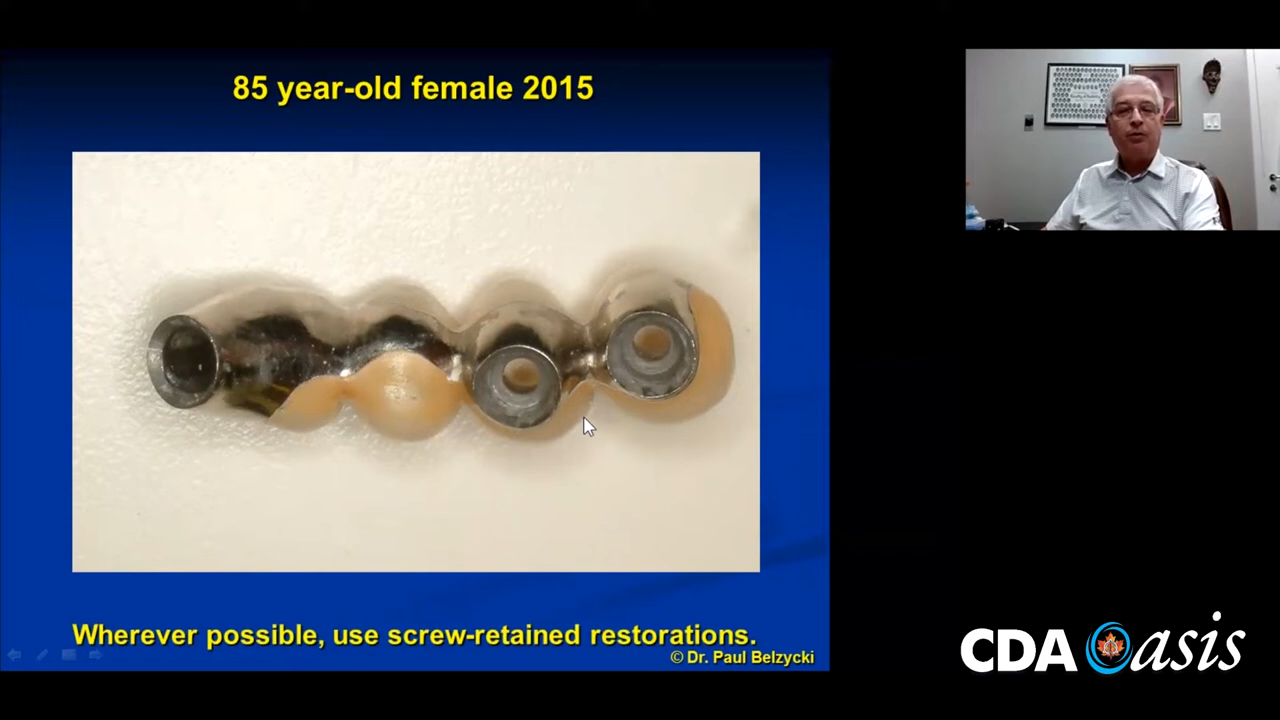 85 year-old female 2015
Wherever possible, use screw-retained restorations.
© Dr. Paul Belzycki
CDA Oasis